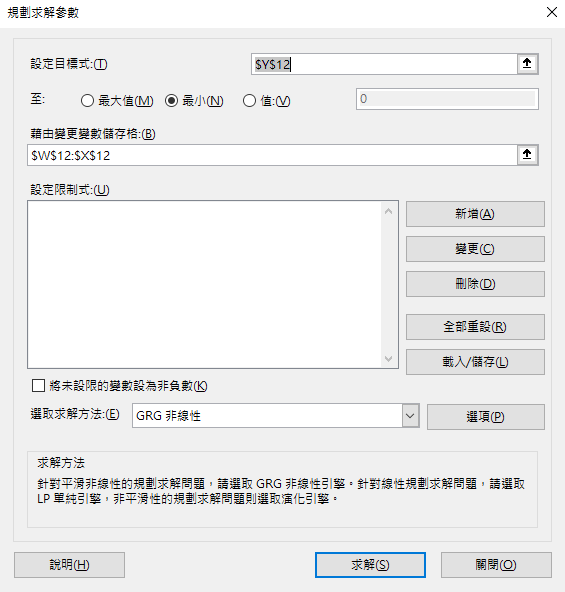 規劃求解參數
設定目標式:(T)
$Y$12
至:
最大值(M)
最小(N)
值:(V)
0
藉由變更變數儲存格:(B)
$W$12:$X$12
設定限制式:(U)
新增(A)
變更(C)
刪除(D)
全部重設(R)
載入/儲存(L)
將未設限的變數設為非負數(K)
選取求解方法:(E)
GRG 非線性
選項(P)
求解方法
針對平滑非線性的規劃求解問題，請選取 GRG 非線性引擎。針對線性規劃求解問題，請選取
LP 單純引擎，非平滑性的規劃求解問題則選取演化引擎。
說明(H)
求解(S)
關閉(O)